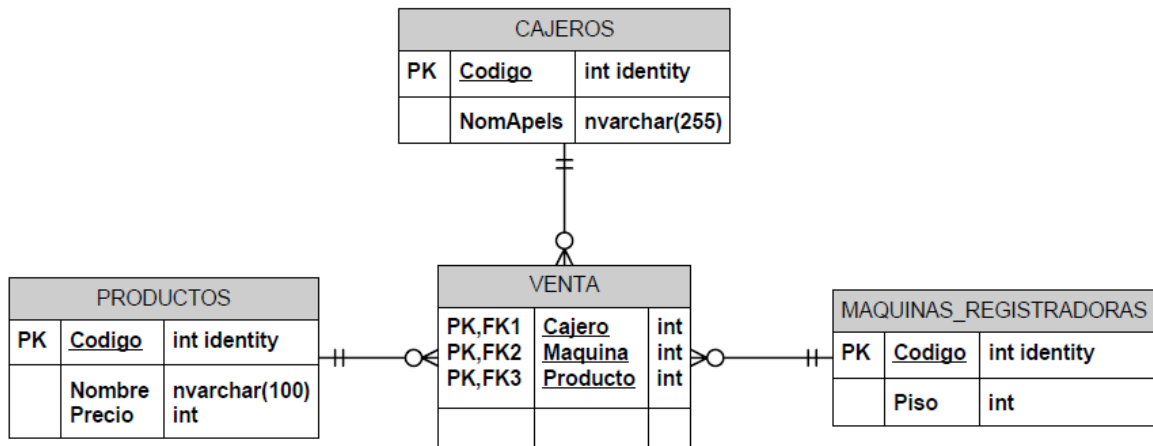 CAJEROS
PK Codigo int identity
NomApels nvarchar(255)
PRODUCTOS
PK Codigo int identity
Nombre nvarchar(100)
Precio int
VENTA
PK,FK1 Cajero int
PK,FK2 Maquina int
PK,FK3 Producto int
MAQUINAS_REGISTRADORAS
PK Codigo int identity
Piso int